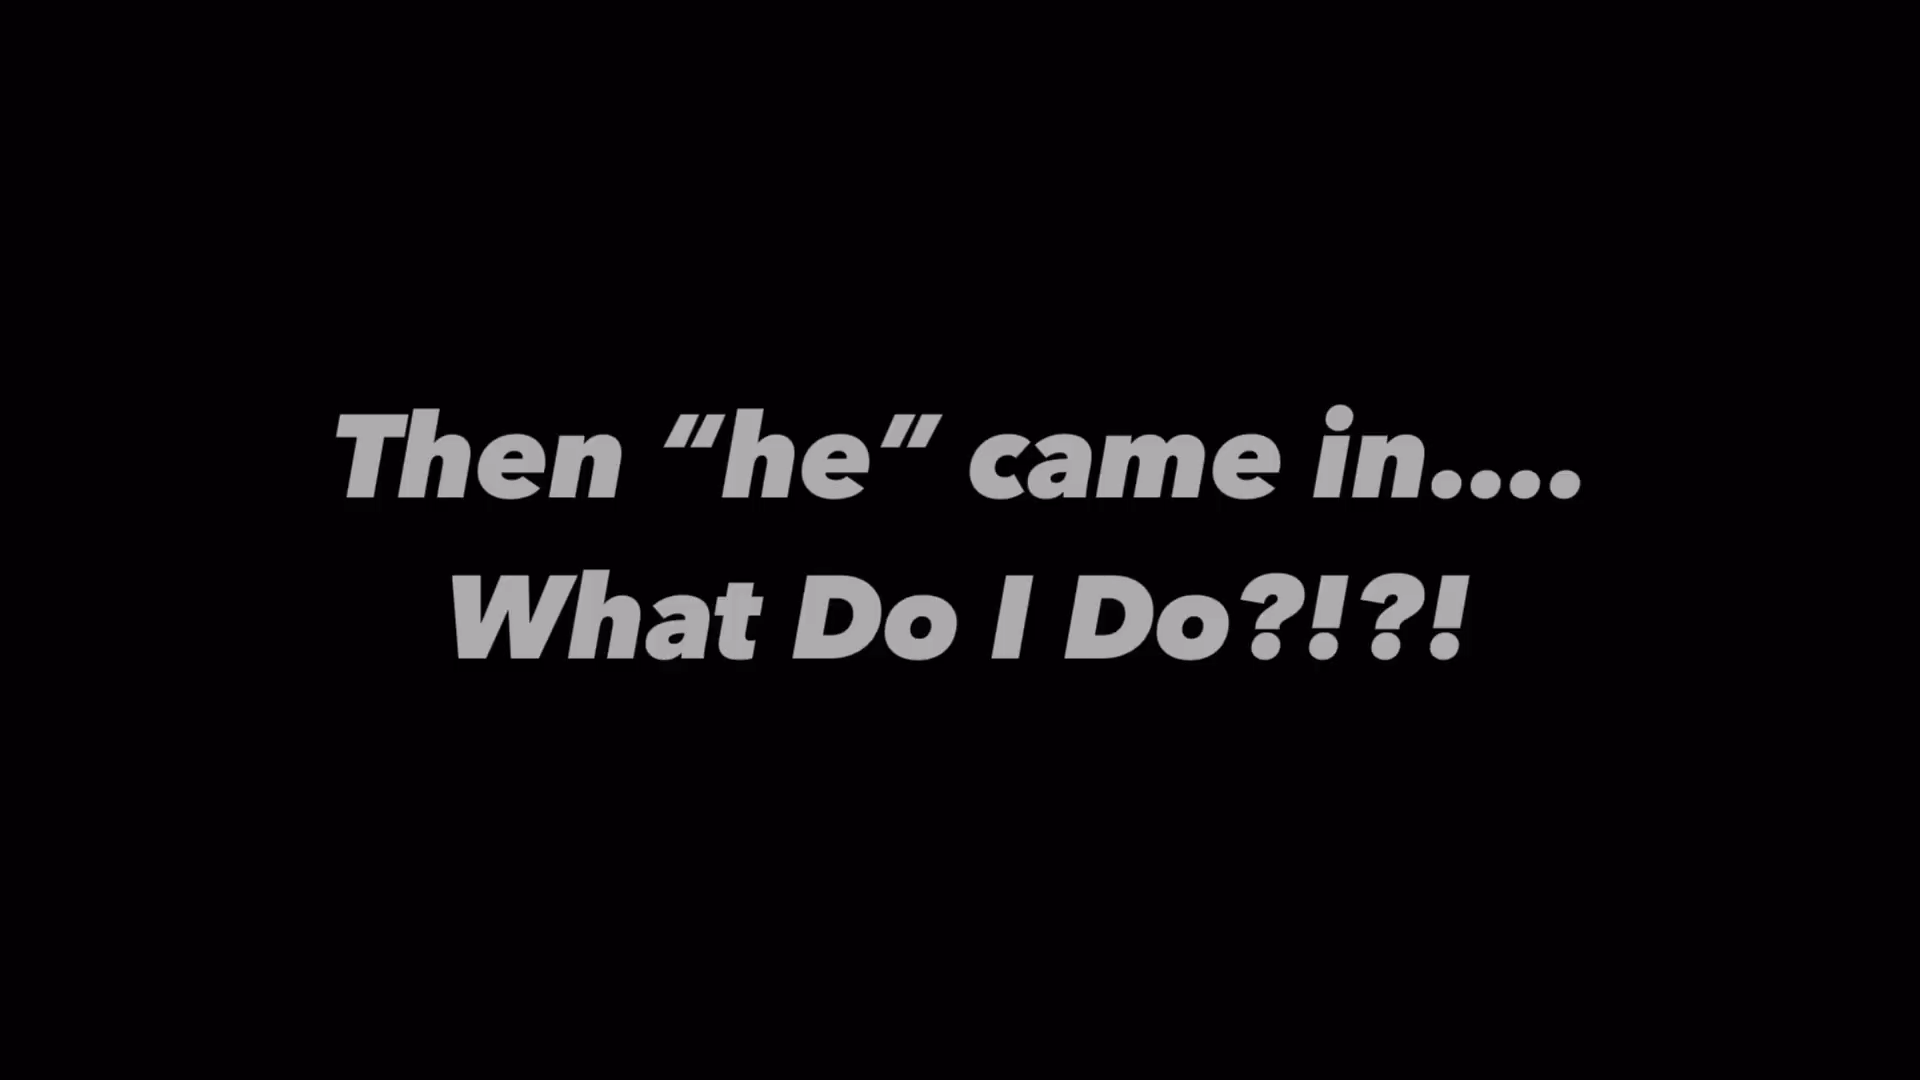 Then “he” came in....
What Do I Do?!?!